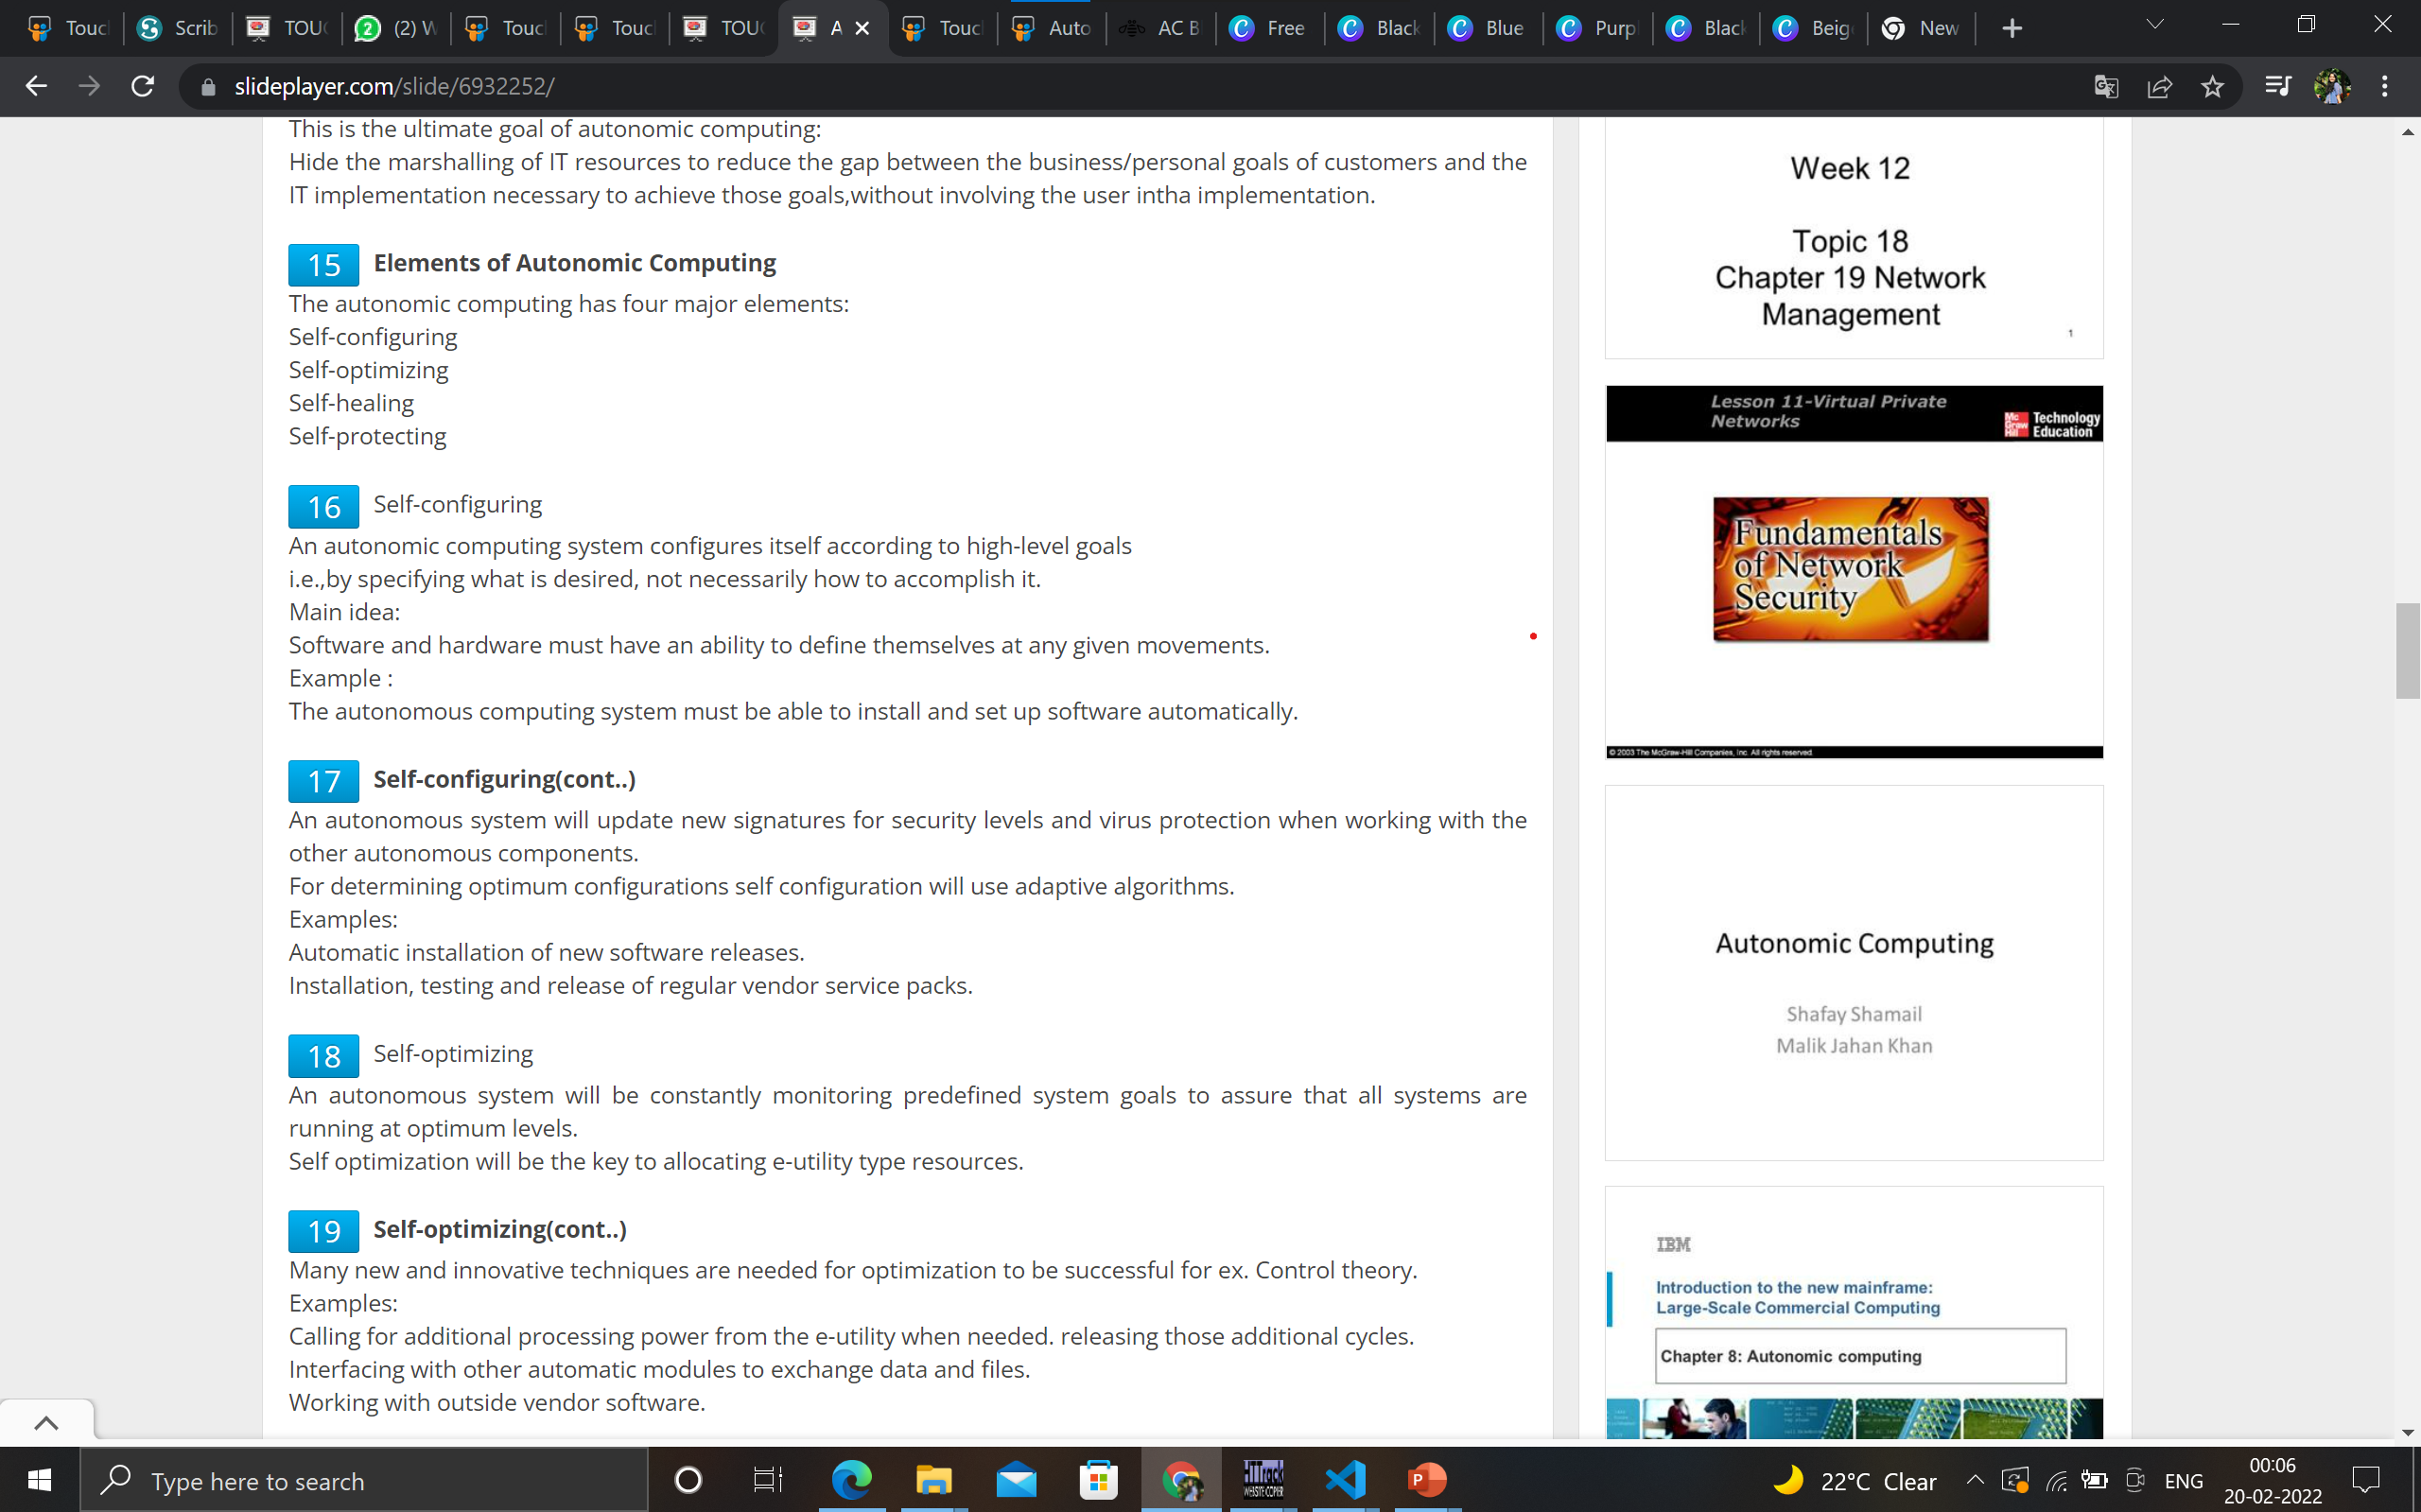 Touc
Scrib
TOU
(2) W
Touc
Touc
TOU
A
Touc
Auto
AC B
Free
Black
Blue
Purp
Black
Beig
New
slideplayer.com/slide/6932252/
This is the ultimate goal of autonomic computing:
Hide the marshalling of IT resources to reduce the gap between the business/personal goals of customers and the
IT implementation necessary to achieve those goals,without involving the user intha implementation.
15 Elements of Autonomic Computing
The autonomic computing has four major elements:
Self-configuring
Self-optimizing
Self-healing
Self-protecting
16 Self-configuring
An autonomic computing system configures itself according to high-level goals
i.e.,by specifying what is desired, not necessarily how to accomplish it.
Main idea:
Software and hardware must have an ability to define themselves at any given movements.
Example :
The autonomous computing system must be able to install and set up software automatically.
17 Self-configuring(cont..)
An autonomous system will update new signatures for security levels and virus protection when working with the
other autonomous components.
For determining optimum configurations self configuration will use adaptive algorithms.
Examples:
Automatic installation of new software releases.
Installation, testing and release of regular vendor service packs.
18 Self-optimizing
An autonomous system will be constantly monitoring predefined system goals to assure that all systems are
running at optimum levels.
Self optimization will be the key to allocating e-utility type resources.
19 Self-optimizing(cont..)
Many new and innovative techniques are needed for optimization to be successful for ex. Control theory.
Examples:
Calling for additional processing power from the e-utility when needed. releasing those additional cycles.
Interfacing with other automatic modules to exchange data and files.
Working with outside vendor software.
Week 12
Topic 18
Chapter 19 Network
Management
1
Lesson 11-Virtual Private
Networks
Mc
Graw
Hill
Technology
Education
Fundamentals
of Network
Security
© 2003 The McGraw-Hill Companies, Inc. All rights reserved.
Autonomic Computing
Shafay Shamail
Malik Jahan Khan
IBM
Introduction to the new mainframe:
Large-Scale Commercial Computing
Chapter 8: Autonomic computing
Type here to search
HTTrack
WEBSITE COPIER
22°C Clear
ENG
00:06
20-02-2022